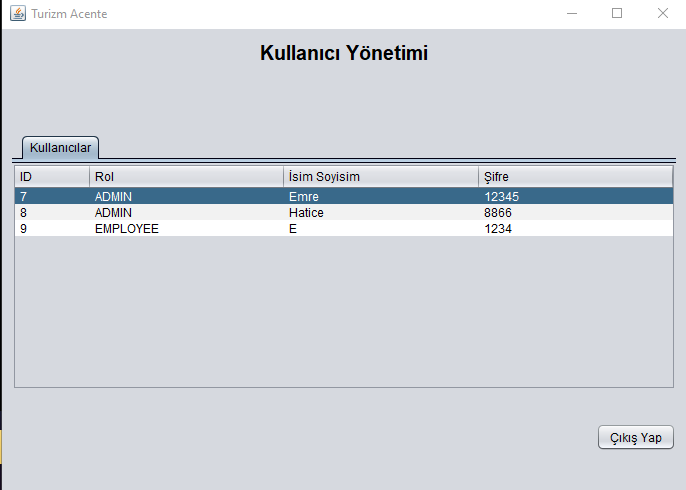 Turizm Acente
Kullanıcı Yönetimi
Kullanıcılar
ID Rol İsim Soyisim Şifre
7 ADMIN Emre 12345
8 ADMIN Hatice 8866
9 EMPLOYEE E 1234
Çıkış Yap